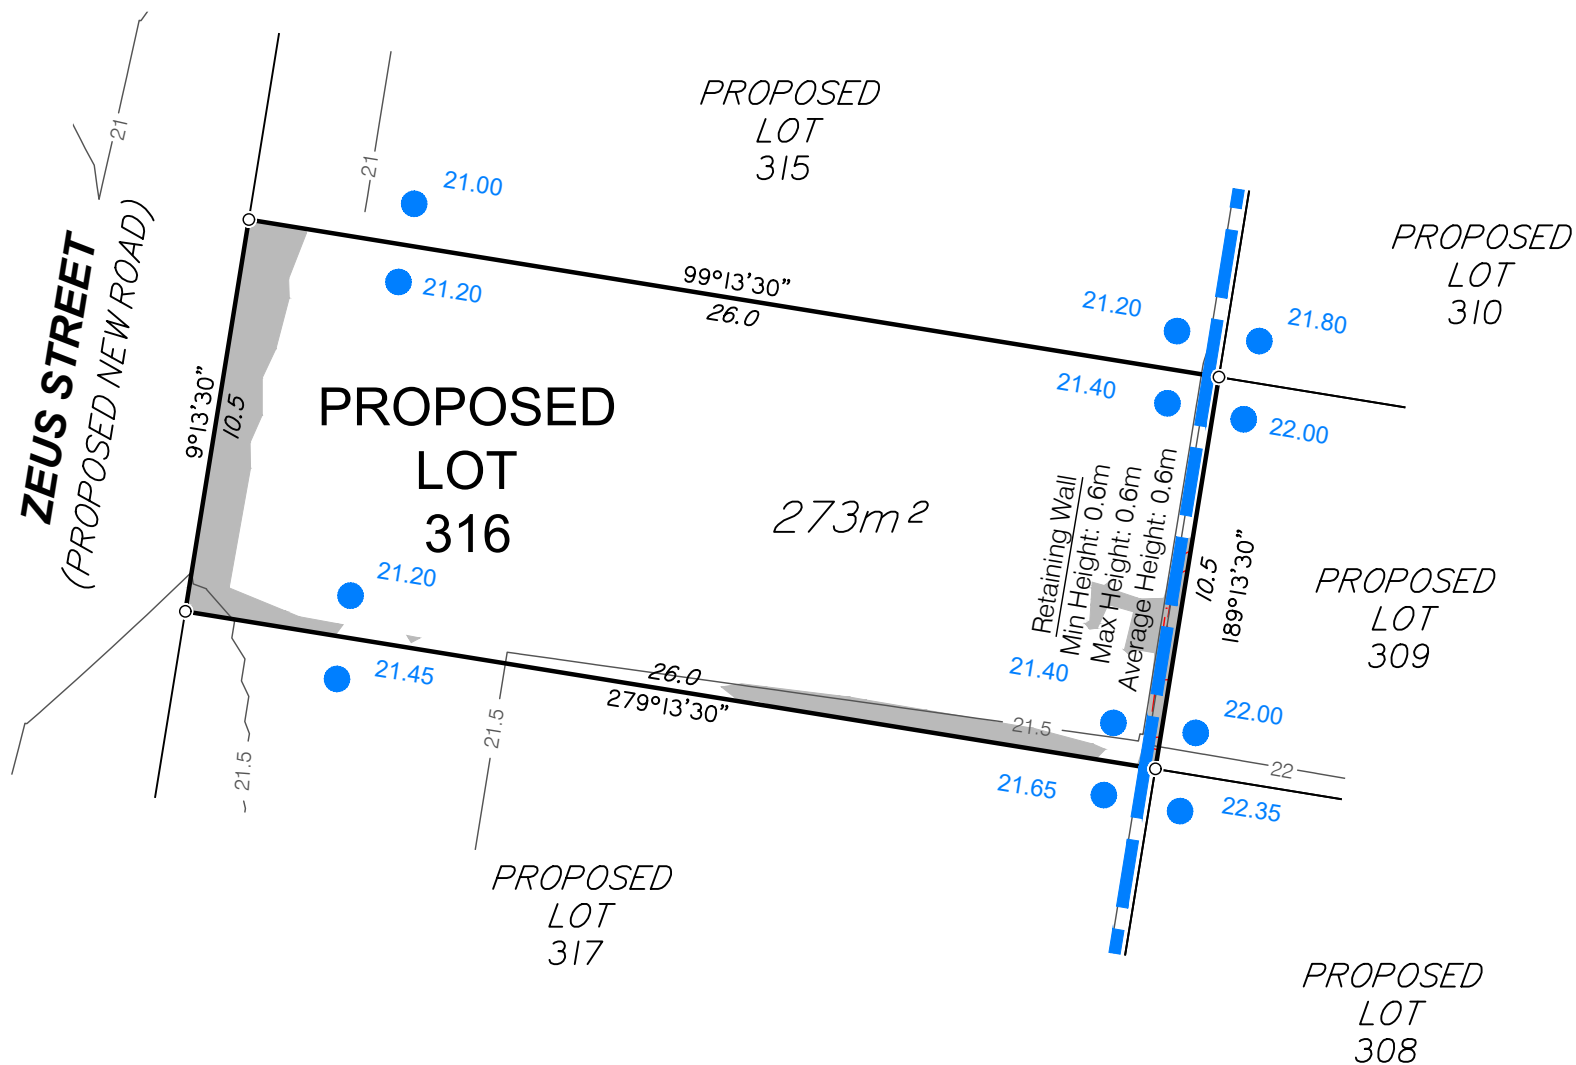 21
21
PROPOSED
LOT
315
21.00
21.20
99°13'30"
26.0
PROPOSED
LOT
310
21.20
21.80
21.40
22.00
ZEUS STREET
(PROPOSED NEW ROAD)
9°13'30"
10.5
PROPOSED
LOT
316
273m²
Retaining Wall
Min Height: 0.6m
Max Height: 0.6m
Average Height: 0.6m
10.5
189°13'30"
PROPOSED
LOT
309
21.20
21.45
21.40
26.0
279°13'30"
21.5
21.5
21.5
22.00
22
21.65
22.35
PROPOSED
LOT
317
PROPOSED
LOT
308